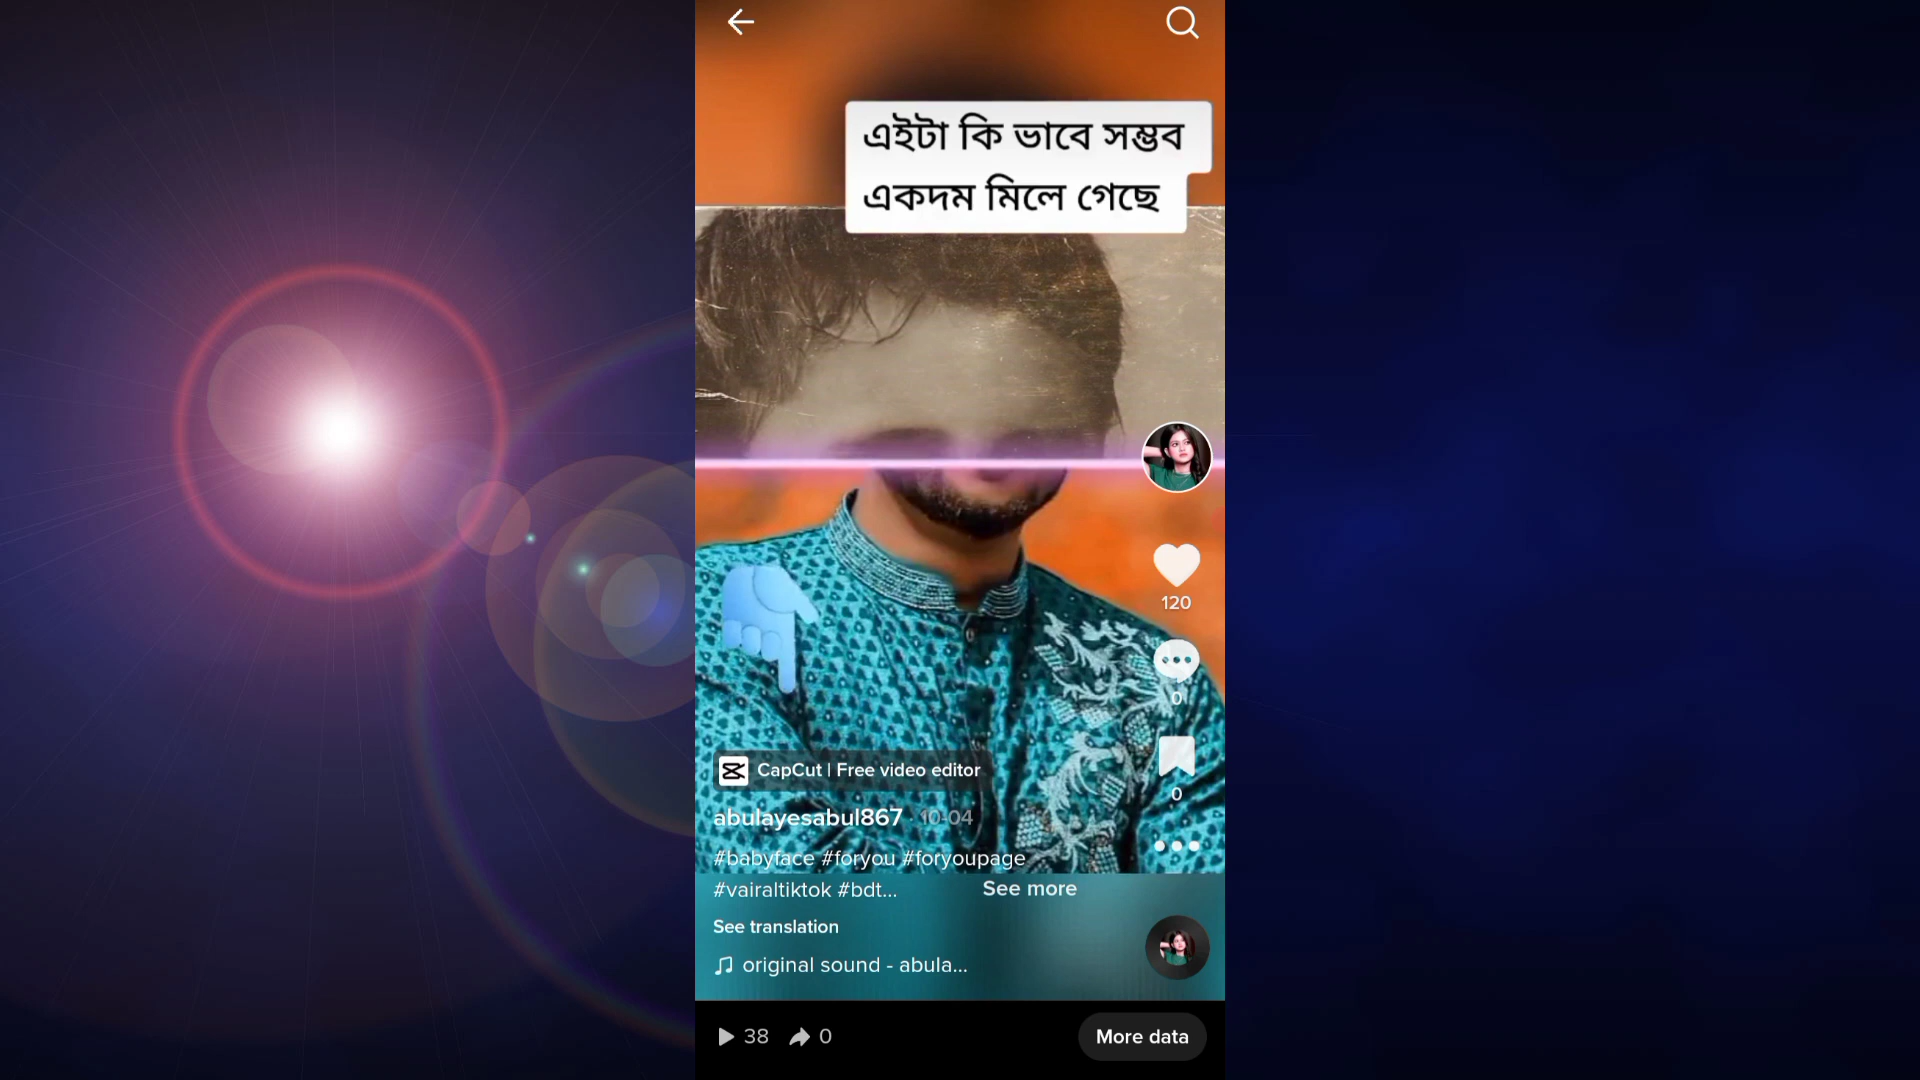 এইটা কি ভাবে সম্ভব
একদম মিলে গেছে
120
0
CapCut | Free video editor
0
abulayesabul867 · 10-04
#babyface #foryou #foryoupage
#vairaltiktok #bdt... See more
See translation
original sound - abula...
38 0 More data